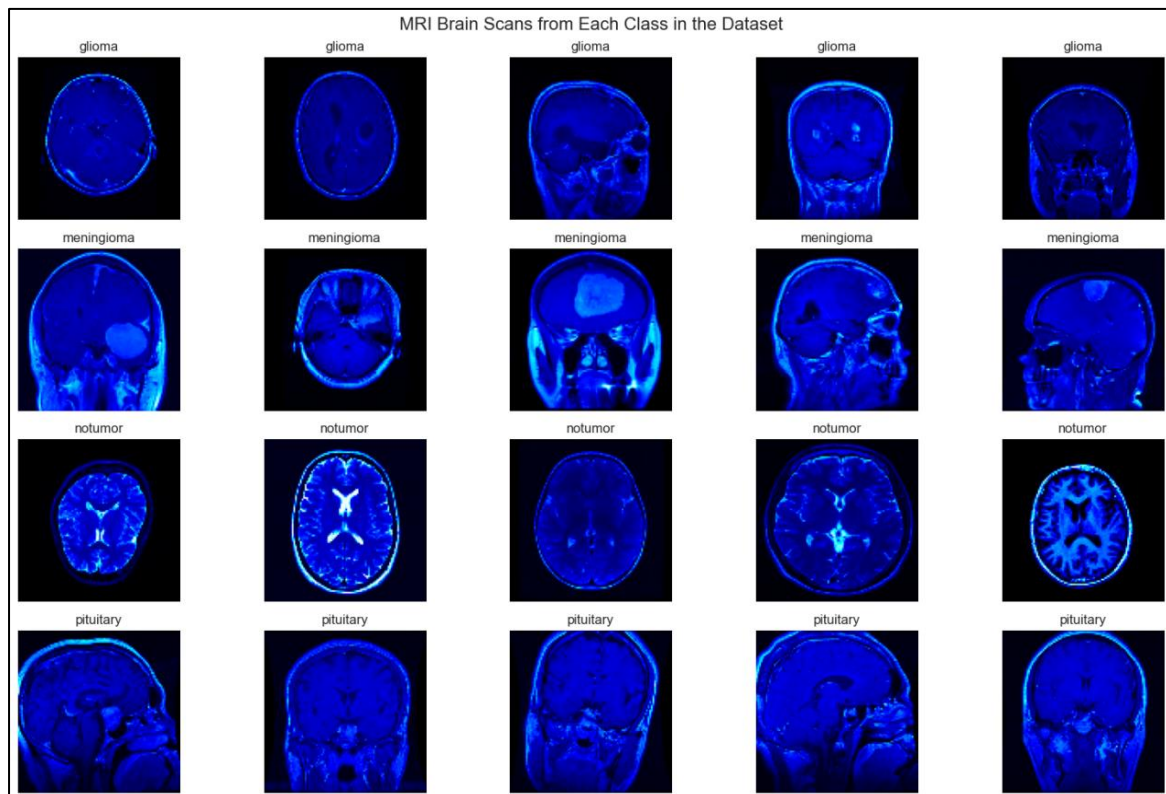 MRI Brain Scans from Each Class in the Dataset
glioma glioma glioma glioma glioma
meningioma meningioma meningioma meningioma meningioma
notumor notumor notumor notumor notumor
pituitary pituitary pituitary pituitary pituitary